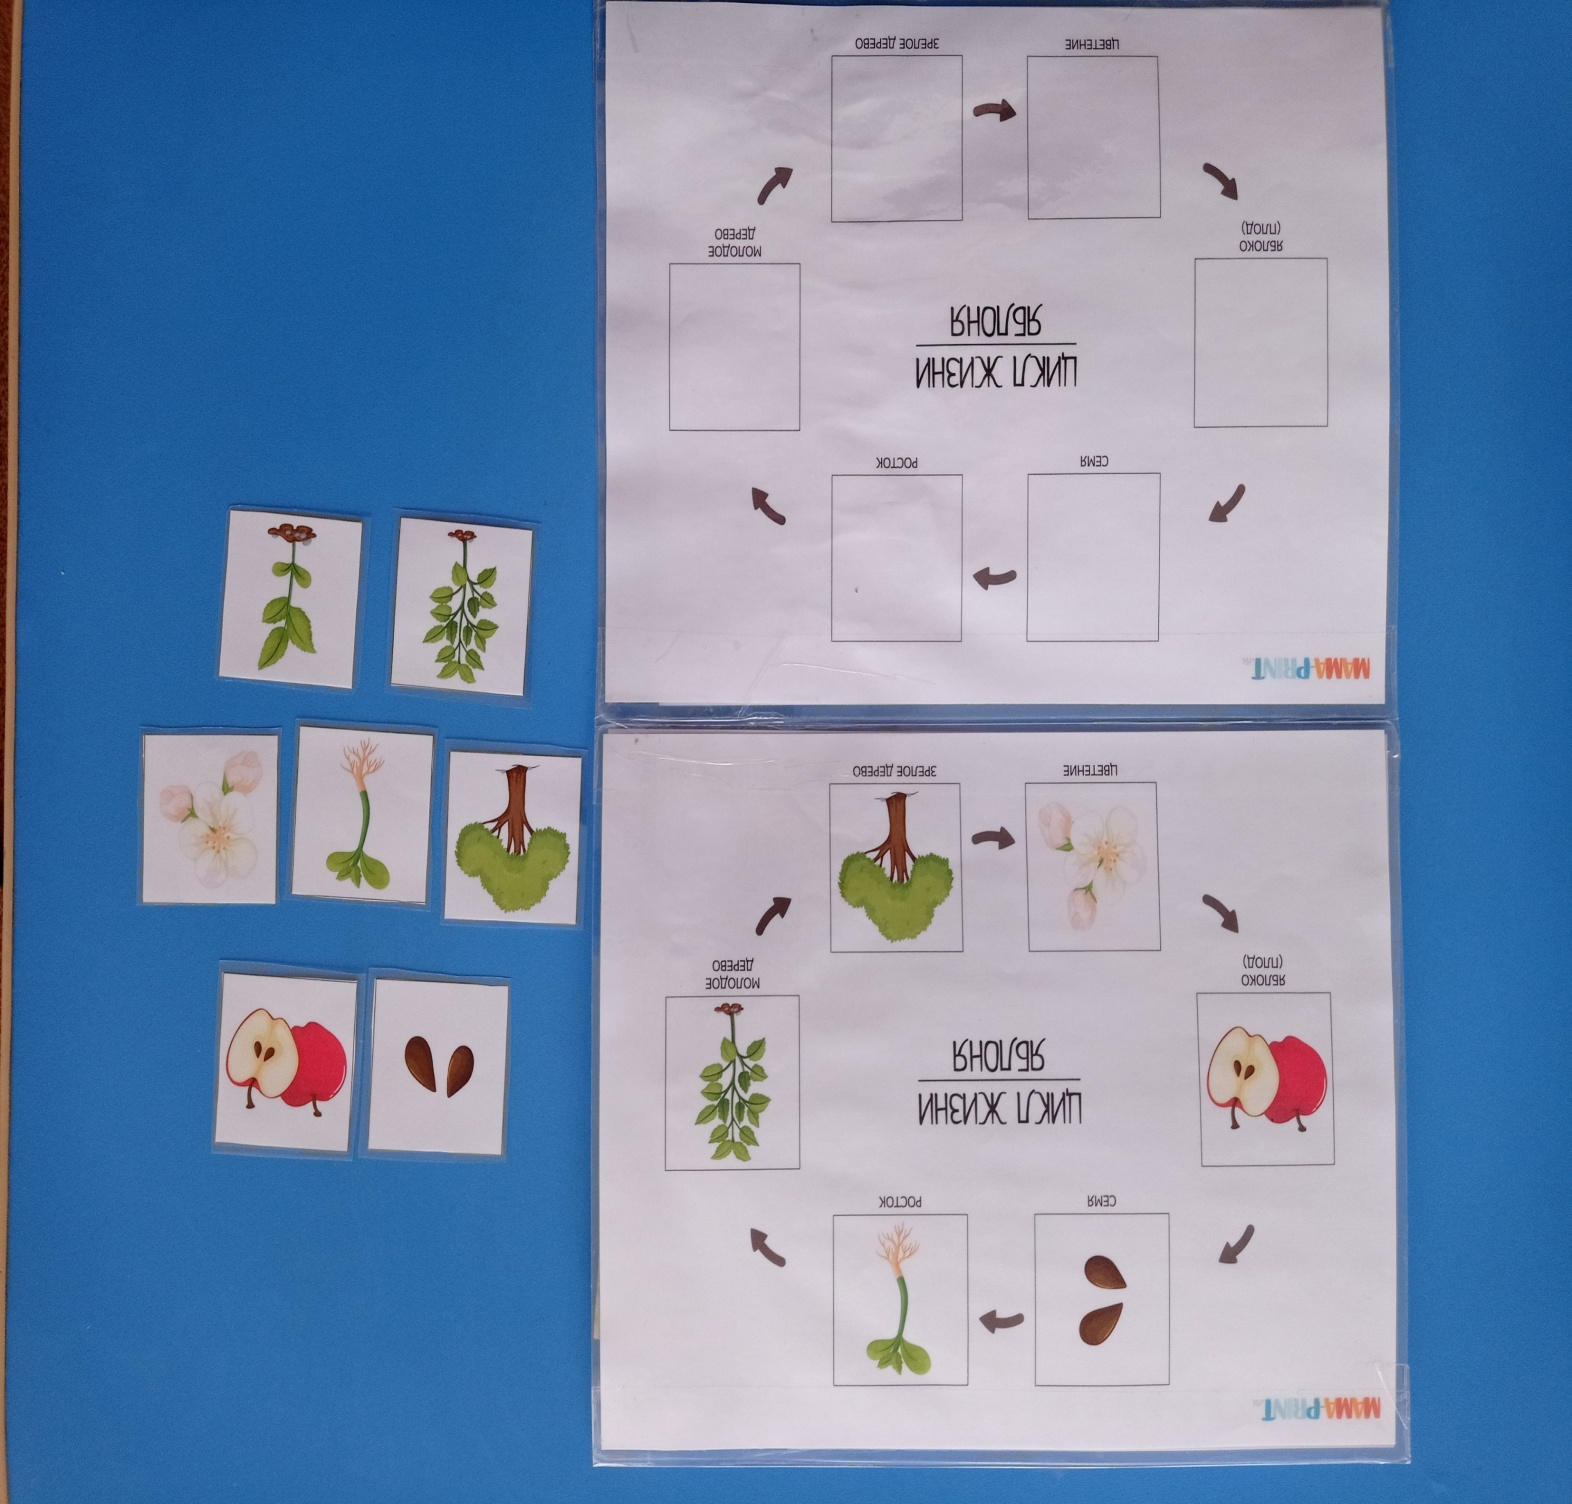 MAMA-PRINT
СЕМЯ
РОСТОК
ЦИКЛ ЖИЗНИ
ЯБЛОНЯ
ЯБЛОКО
(ПЛОД)
МОЛОДОЕ
ДЕРЕВО
ЦВЕТЕНИЕ
ЗРЕЛОЕ ДЕРЕВО
MAMA-PRINT
СЕМЯ
РОСТОК
ЦИКЛ ЖИЗНИ
ЯБЛОНЯ
ЯБЛОКО
(ПЛОД)
МОЛОДОЕ
ДЕРЕВО
ЦВЕТЕНИЕ
ЗРЕЛОЕ ДЕРЕВО